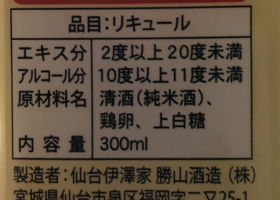 品目：リキュール
エキス分 2度以上20度未満
アルコール分 10度以上11度未満
原材料名 清酒(純米酒)、
鶏卵、上白糖
内容量 300ml
製造者：仙台伊澤家 勝山酒造（株）
宮城県仙台市泉区福岡字二又25-1